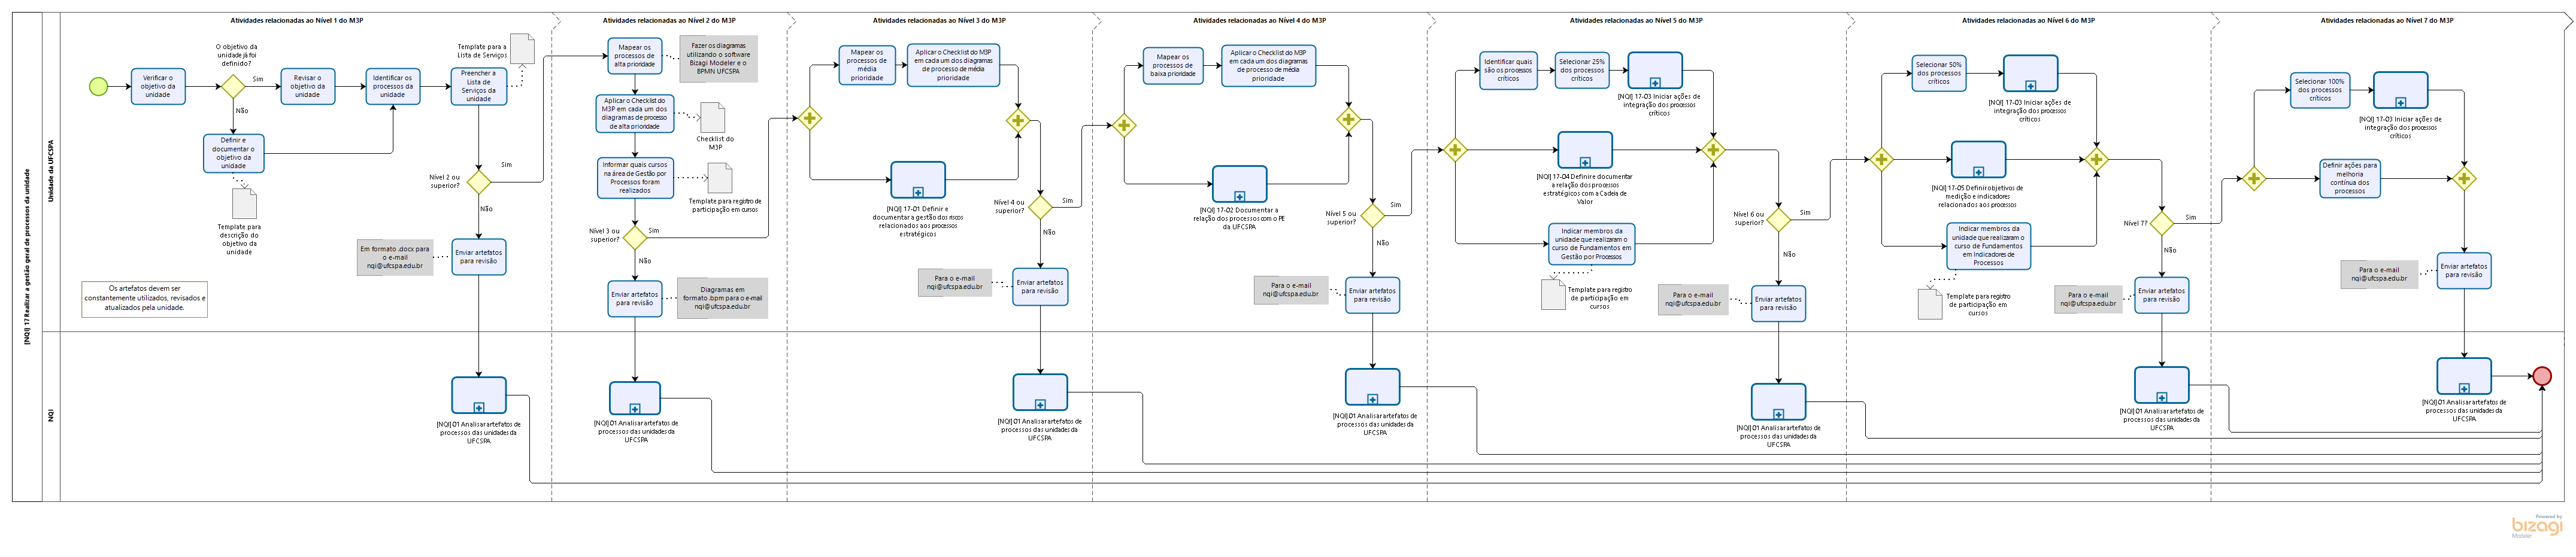 [NQI] 17 Realizar a gestão geral de processos da unidade
Unidade da UFCSPA
NQI
Atividades relacionadas ao Nível 1 do M3P
Verificar o
objetivo da
unidade
O objetivo da
unidade já foi
definido?
Sim
Não
Revisar o
objetivo da
unidade
Identificar os
processos da
unidade
Template para a
Lista de Serviços
Preencher a
Lista de
Serviços da
unidade
Definir e
documentar o
objetivo da
unidade
Template para
descrição do
objetivo da
unidade
Nível 2 ou
superior?
Sim
Não
Em formato .docx para
o e-mail
nqi@ufcspa.edu.br
Enviar artefatos
para revisão
Os artefatos devem ser
constantemente utilizados, revisados e
atualizados pela unidade.
[NQI] 01 Analisar artefatos de
processos das unidades da
UFCSPA
Atividades relacionadas ao Nível 2 do M3P
Mapear os
processos de
alta prioridade
Fazer os diagramas
utilizando o software
Bizagi Modeler e o
BPMN UFCSPA
Aplicar o Checklist do
M3P em cada um dos
diagramas de processo
de alta prioridade
Checklist do
M3P
Informar quais cursos
na área de Gestão por
Processos foram
realizados
Template para registro de
participação em cursos
Nível 3 ou
superior?
Sim
Não
Enviar artefatos
para revisão
Diagramas em
formato .bpm para o e-mail
nqi@ufcspa.edu.br
[NQI] 01 Analisar artefatos de
processos das unidades da
UFCSPA
Atividades relacionadas ao Nível 3 do M3P
Mapear os
processos de
média
prioridade
Aplicar o Checklist do M3P
em cada um dos diagramas
de processo de média
prioridade
[NQI] 17-01 Definir e
documentar a gestão dos riscos
relacionados aos processos
estratégicos
Nível 4 ou
superior?
Sim
Não
Para o e-mail
nqi@ufcspa.edu.br
Enviar artefatos
para revisão
[NQI] 01 Analisar artefatos de
processos das unidades da
UFCSPA
Atividades relacionadas ao Nível 4 do M3P
Mapear os
processos de
baixa prioridade
Aplicar o Checklist do M3P
em cada um dos diagramas
de processo de média
prioridade
[NQI] 17-02 Documentar a
relação dos processos com o PE
da UFCSPA
Nível 5 ou
superior?
Sim
Não
Para o e-mail
nqi@ufcspa.edu.br
Enviar artefatos
para revisão
[NQI] 01 Analisar artefatos de
processos das unidades da
UFCSPA
Atividades relacionadas ao Nível 5 do M3P
Identificar quais
são os processos
críticos
Selecionar 25%
dos processos
críticos
[NQI] 17-03 Iniciar ações de
integração dos processos
críticos
[NQI] 17-04 Definir e documentar
a relação dos processos
estratégicos com a Cadeia de
Valor
Indicar membros da
unidade que realizaram o
curso de Fundamentos em
Gestão por Processos
Template para registro
de participação em
cursos
Nível 6 ou
superior?
Sim
Não
Para o e-mail
nqi@ufcspa.edu.br
Enviar artefatos
para revisão
[NQI] 01 Analisar artefatos de
processos das unidades da
UFCSPA
Atividades relacionadas ao Nível 6 do M3P
Selecionar 50%
dos processos
críticos
[NQI] 17-03 Iniciar ações de
integração dos processos
críticos
[NQI] 17-05 Definir objetivos de
medição e indicadores
relacionados aos processos
Indicar membros da
unidade que realizaram o
curso de Fundamentos
em Indicadores de
Processos
Template para registro
de participação em
cursos
Nível 7?
Sim
Não
Para o e-mail
nqi@ufcspa.edu.br
Enviar artefatos
para revisão
[NQI] 01 Analisar artefatos de
processos das unidades da
UFCSPA
Atividades relacionadas ao Nível 7 do M3P
Selecionar 100%
dos processos
críticos
[NQI] 17-03 Iniciar ações de
integração dos processos
críticos
Definir ações para
melhoria
contínua dos
processos
Para o e-mail
nqi@ufcspa.edu.br
Enviar artefatos
para revisão
[NQI] 01 Analisar artefatos de
processos das unidades da
UFCSPA
Powered by
bizagi
Modeler